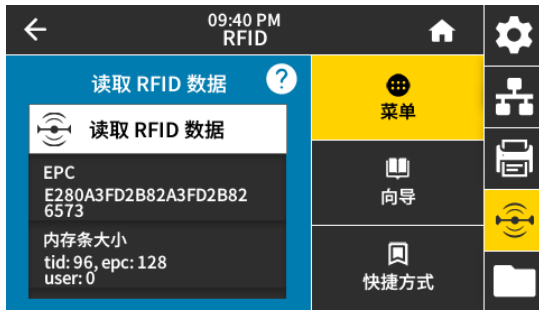 09:40 PM
RFID
读取 RFID 数据
?
读取 RFID 数据
EPC
E280A3FD2B82A3FD2B82
6573
内存条大小
tid: 96, epc: 128
user: 0
菜单
向导
快捷方式